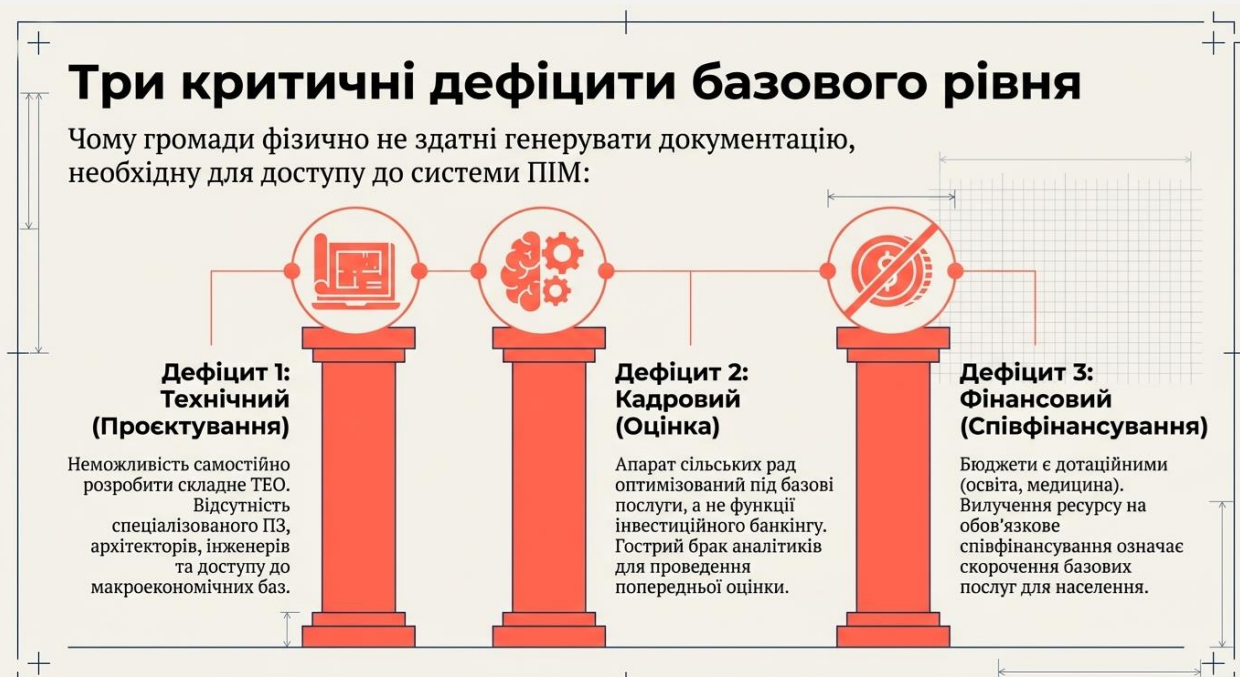 Три критичні дефіцити базового рівня
Чому громади фізично не здатні генерувати документацію,
необхідну для доступу до системи ПІМ:
Дефіцит 1:
Технічний
(Проєктування)
Неможливість самостійно
розробити складне ТЕО.
Відсутність
спеціалізованого ПЗ,
архітекторів, інженерів
та доступу до
макроекономічних баз.
Дефіцит 2:
Кадровий
(Оцінка)
Апарат сільських рад
оптимізований під базові
послуги, а не функції
інвестиційного банкінгу.
Гострий брак аналітиків
для проведення
попередньої оцінки.
$
Дефіцит 3:
Фінансовий
(Співфінансування)
Бюджети є дотаційними
(освіта, медицина).
Вилучення ресурсу на
обов'язкове
співфінансування означає
скорочення базових
послуг для населення.